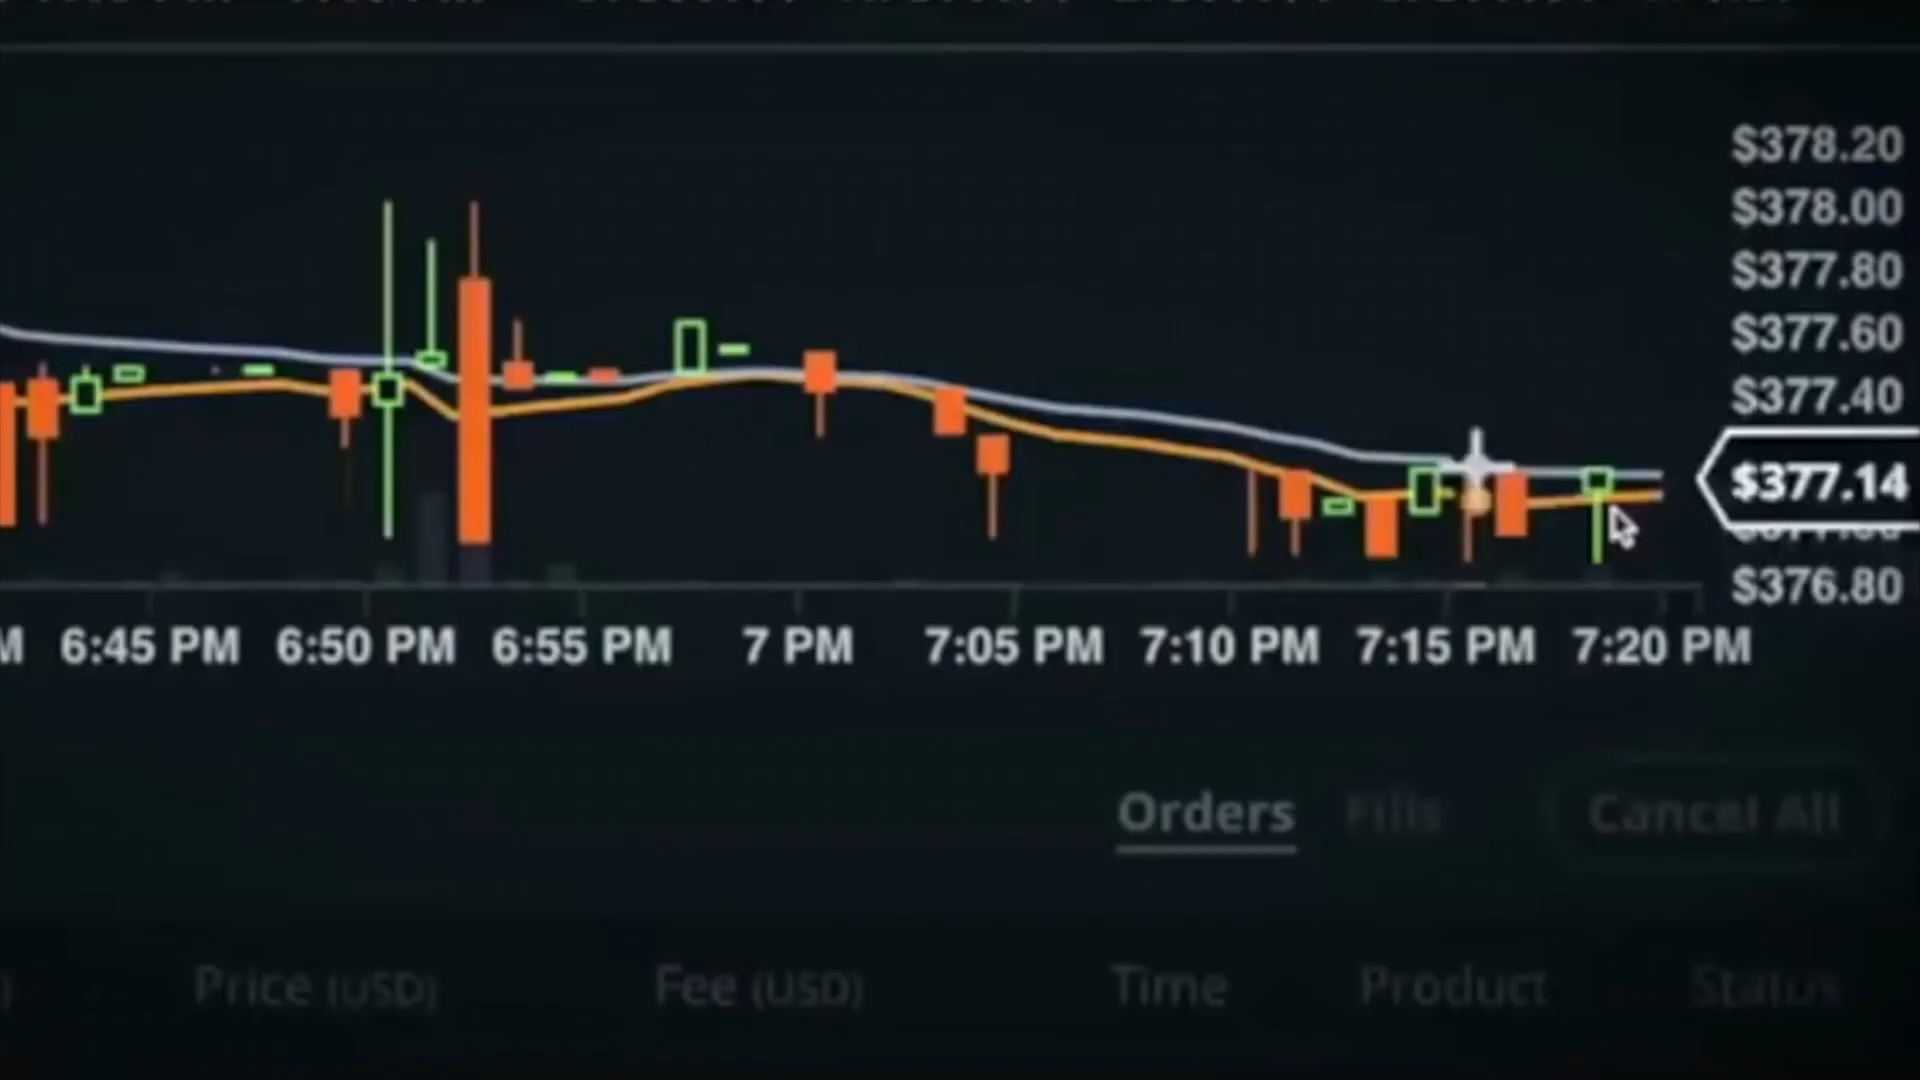 $378.20
$378.00
$377.80
$377.60
$377.40
$377.14
$376.80
M 6:45 PM 6:50 PM 6:55 PM 7 PM 7:05 PM 7:10 PM 7:15 PM 7:20 PM
Orders Fills Cancel All
) Price (USD) Fee (USD) Time Product Status